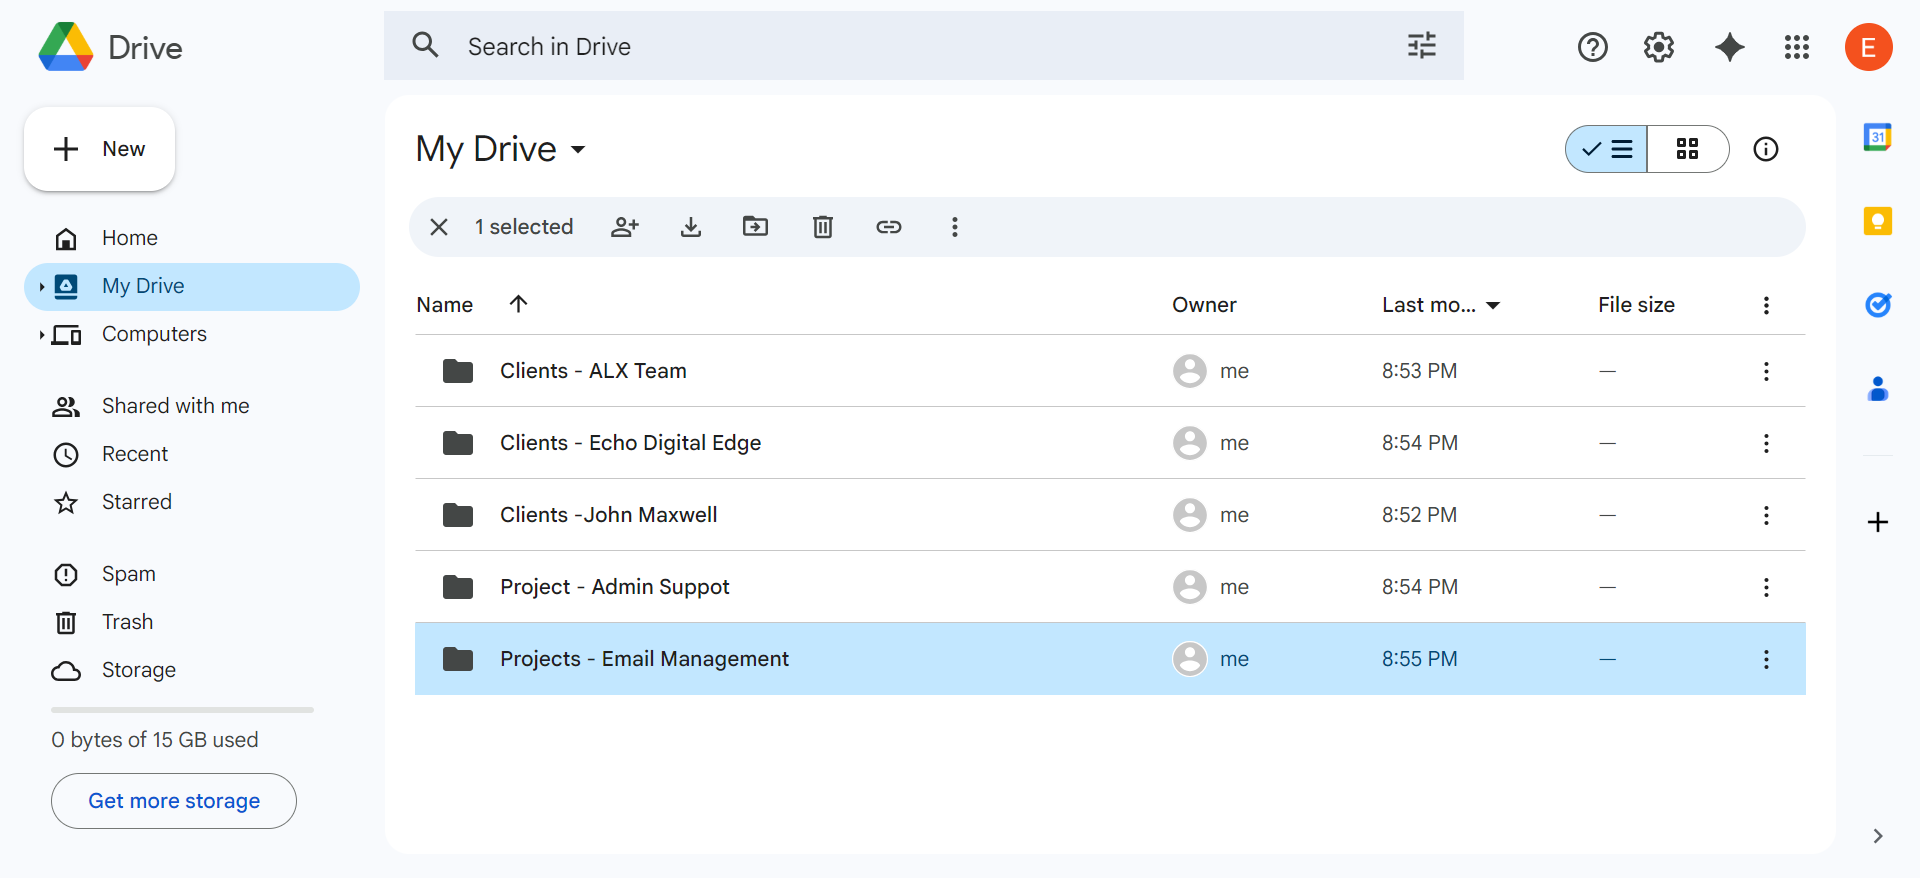 Drive
Search in Drive
E
New
My Drive
31
1 selected
Home
My Drive
Computers
Shared with me
Recent
Starred
Spam
Trash
Storage
0 bytes of 15 GB used
Get more storage
Name Owner Last mo... File size
Clients - ALX Team me 8:53 PM —
Clients - Echo Digital Edge me 8:54 PM —
Clients -John Maxwell me 8:52 PM —
Project - Admin Suppot me 8:54 PM —
Projects - Email Management me 8:55 PM —